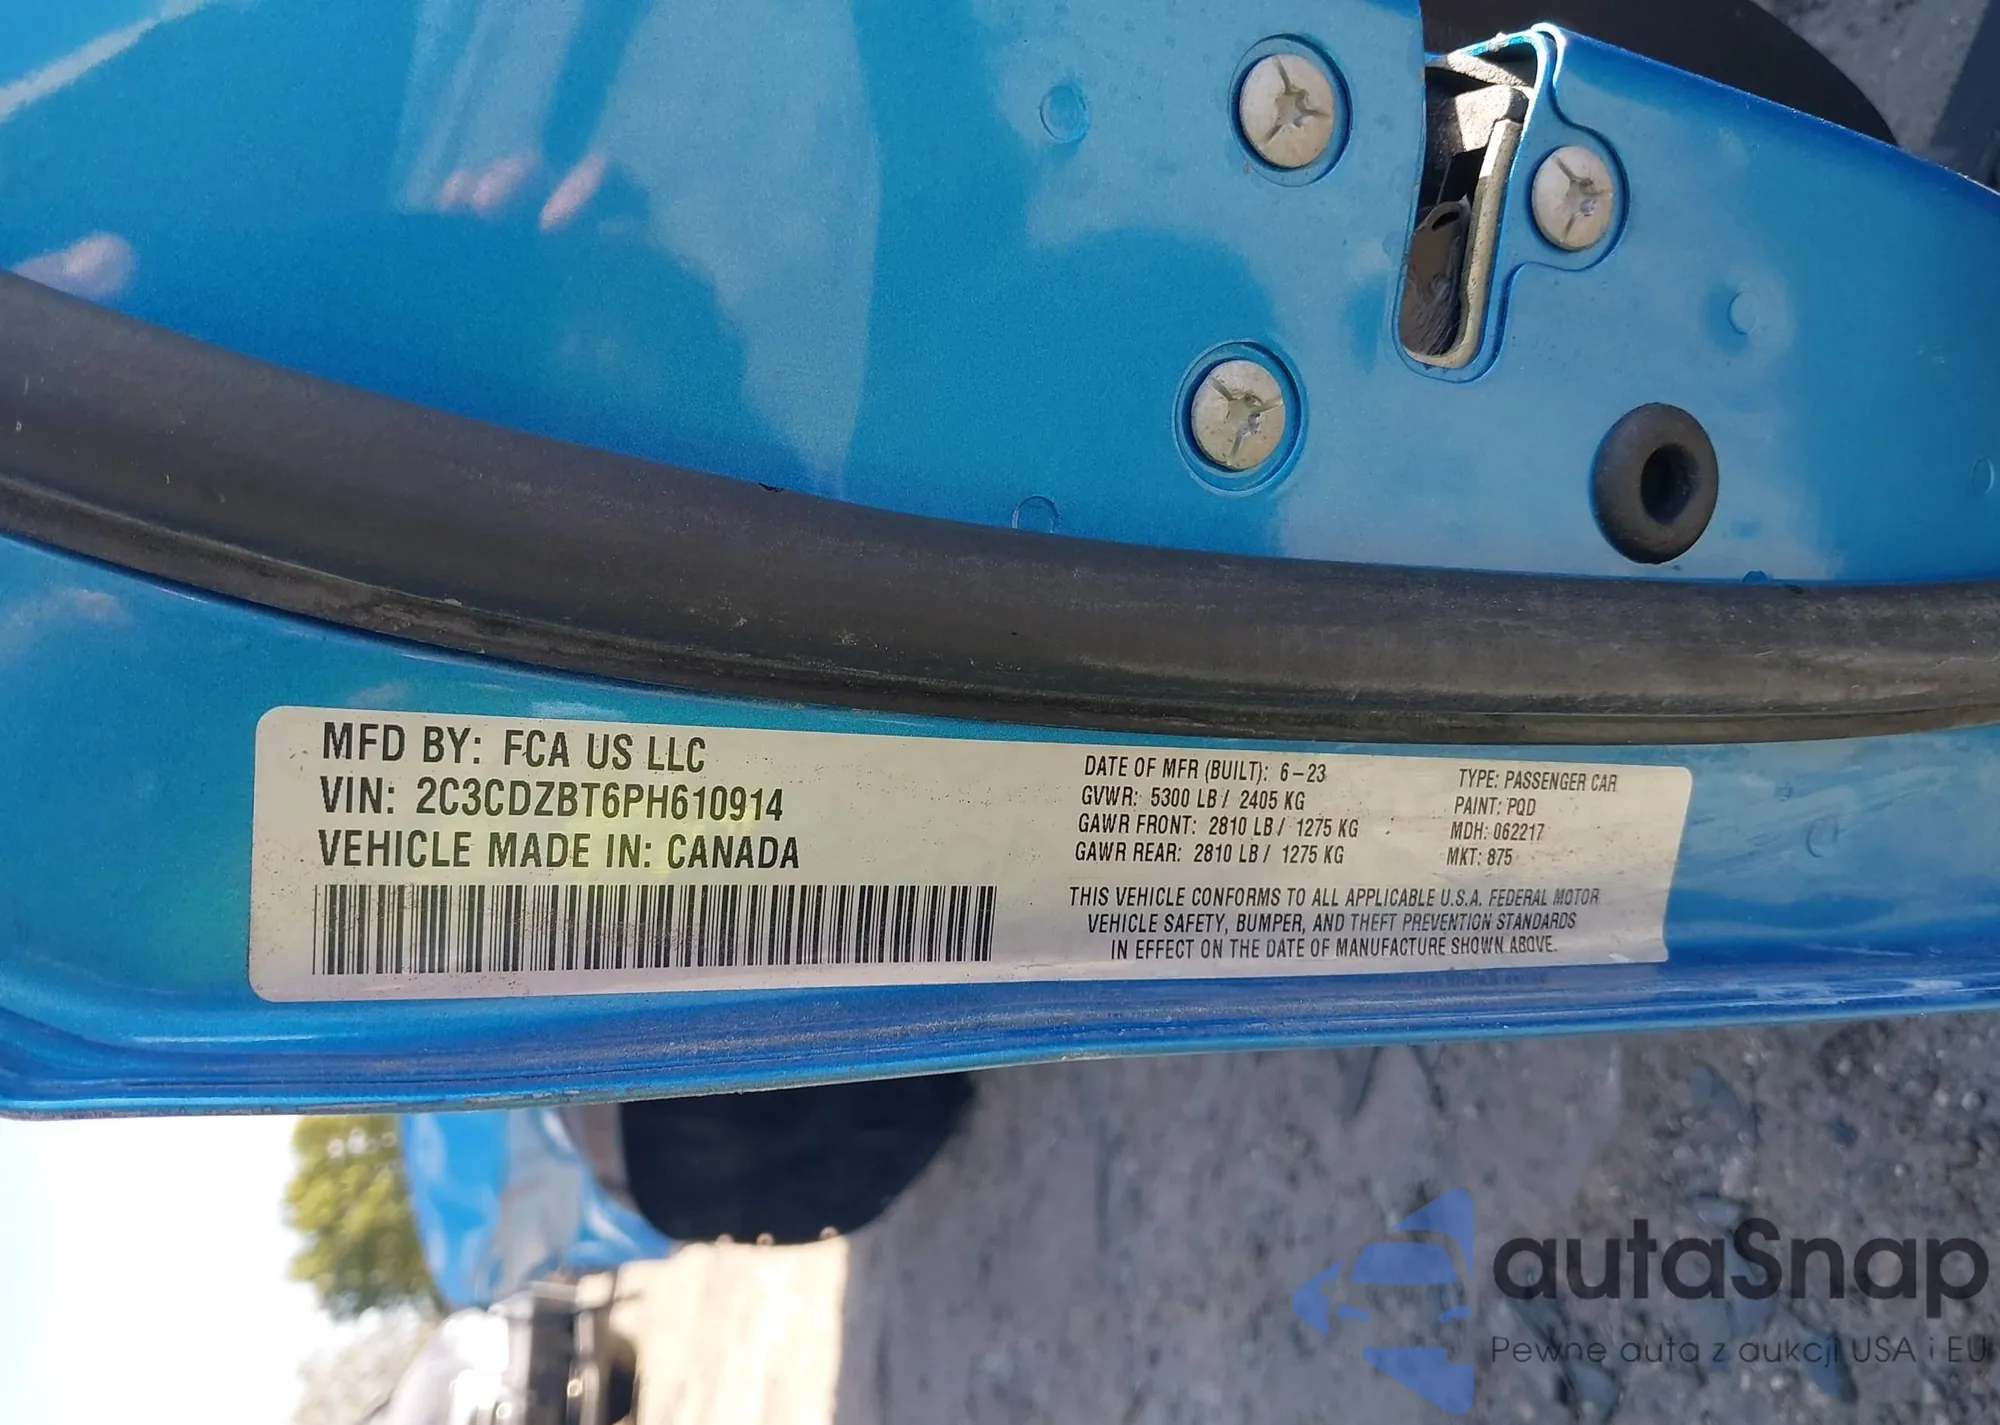 MFD BY: FCA US LLC
VIN: 2C3CDZBT6PH610914
VEHICLE MADE IN: CANADA
DATE OF MFR (BUILT): 6-23
GVWR: 5300 LB / 2405 KG
GAWR FRONT: 2810 LB / 1275 KG
GAWR REAR: 2810 LB / 1275 KG
TYPE: PASSENGER CAR
PAINT: PQD
MDH: 062217
MKT: 875
THIS VEHICLE CONFORMS TO ALL APPLICABLE U.S.A. FEDERAL MOTOR
VEHICLE SAFETY, BUMPER, AND THEFT PREVENTION STANDARDS
IN EFFECT ON THE DATE OF MANUFACTURE SHOWN ABOVE.
autaSnap
Pewne auta z aukcji USA i EU